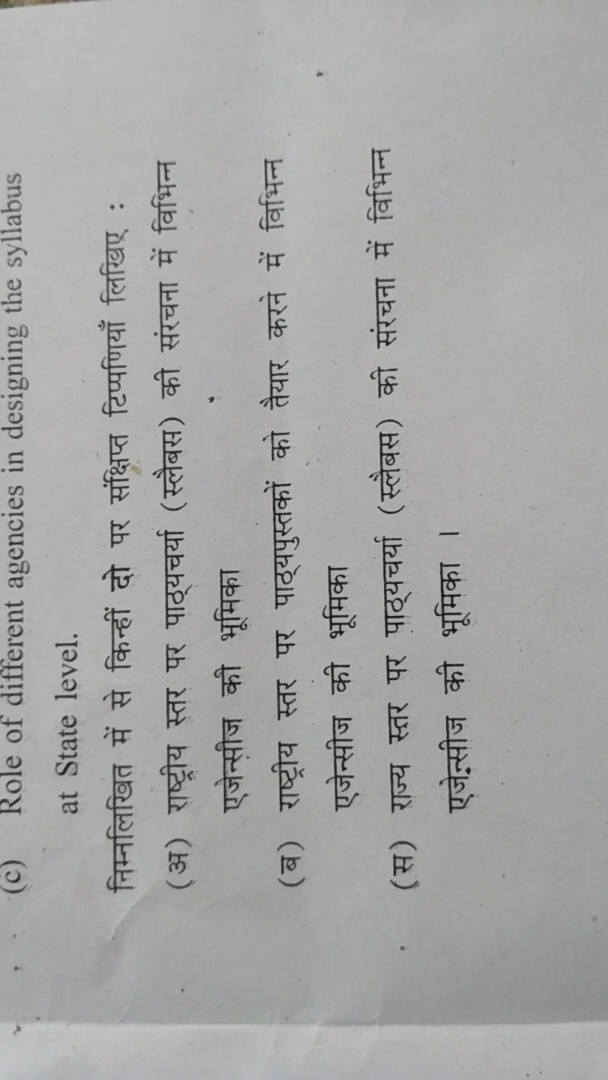 (c) Role of different agencies in designing the syllabus
at State level.
निम्नलिखित में से किन्हीं दो पर संक्षिप्त टिप्पणियाँ लिखिए :
(अ) राष्ट्रीय स्तर पर पाठ्यचर्या (स्लैबस) की संरचना में विभिन्न
एजेन्सीज की भूमिका
(ब) राष्ट्रीय स्तर पर पाठ्यपुस्तकों को तैयार करने में विभिन्न
एजेन्सीज की भूमिका
(स) राज्य स्तर पर पाठ्यचर्या (स्लैबस) की संरचना में विभिन्न
एजेन्सीज की भूमिका ।